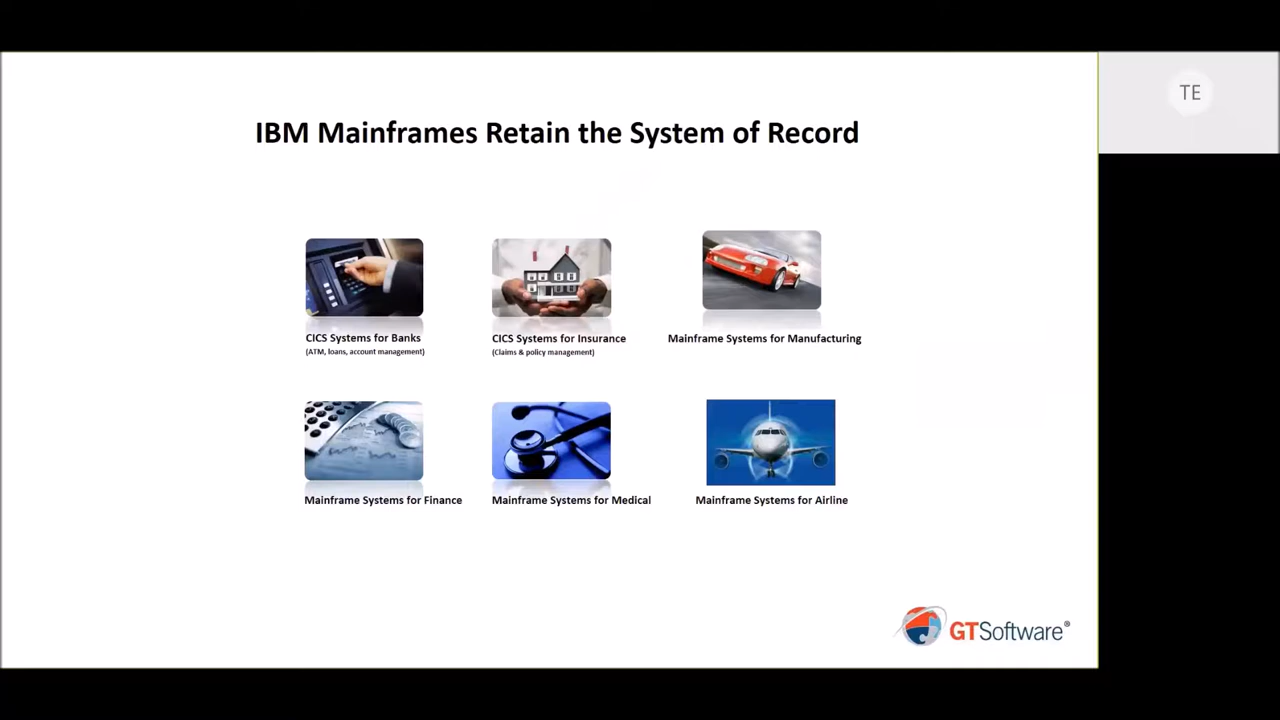 TE
IBM Mainframes Retain the System of Record
CICS Systems for Banks
(ATM, loans, account management)
CICS Systems for Insurance
(Claims & policy management)
Mainframe Systems for Manufacturing
Mainframe Systems for Finance
Mainframe Systems for Medical
Mainframe Systems for Airline
GTSoftware®